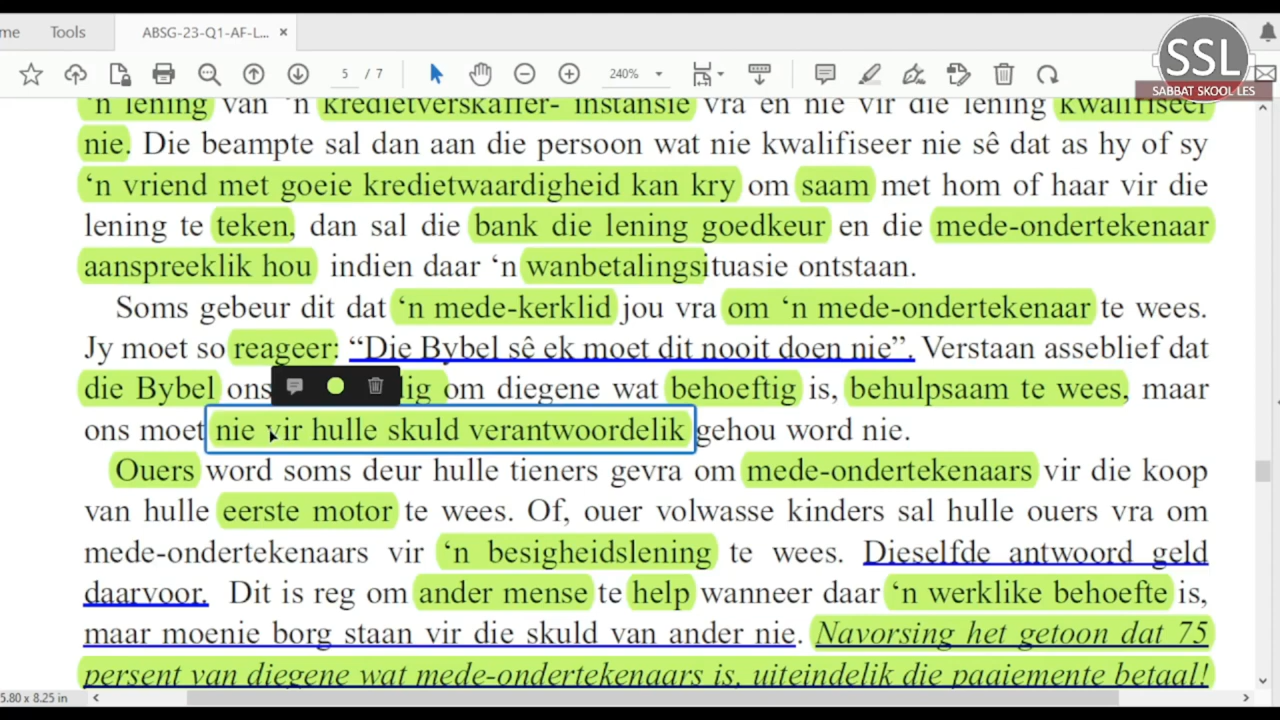 me Tools ABSG-23-Q1-AF-L... ×
5 / 7 240%
SSL
SABBAT SKOOL LES
‘n lening van ‘n kredietverskaffer- instansie vra en nie vir die lening kwalifiseer
nie. Die beampte sal dan aan die persoon wat nie kwalifiseer nie sê dat as hy of sy
‘n vriend met goeie kredietwaardigheid kan kry om saam met hom of haar vir die
lening te teken, dan sal die bank die lening goedkeur en die mede-ondertekenaar
aanspreeklik hou indien daar ‘n wanbetalingsituasie ontstaan.
Soms gebeur dit dat ‘n mede-kerklid jou vra om ‘n mede-ondertekenaar te wees.
Jy moet so reageer: “Die Bybel sê ek moet dit nooit doen nie”. Verstaan asseblief dat
die Bybel ons lig om diegene wat behoeftig is, behulpsaam te wees, maar
ons moet nie vir hulle skuld verantwoordelik gehou word nie.
Ouers word soms deur hulle tieners gevra om mede-ondertekenaars vir die koop
van hulle eerste motor te wees. Of, ouer volwasse kinders sal hulle ouers vra om
mede-ondertekenaars vir ‘n besigheidslening te wees. Dieselfde antwoord geld
daarvoor. Dit is reg om ander mense te help wanneer daar ‘n werklike behoefte is,
maar moenie borg staan vir die skuld van ander nie. Navorsing het getoon dat 75
persent van diegene wat mede-ondertekenaars is, uiteindelik die paaiemente betaal!
5.80 x 8.25 in